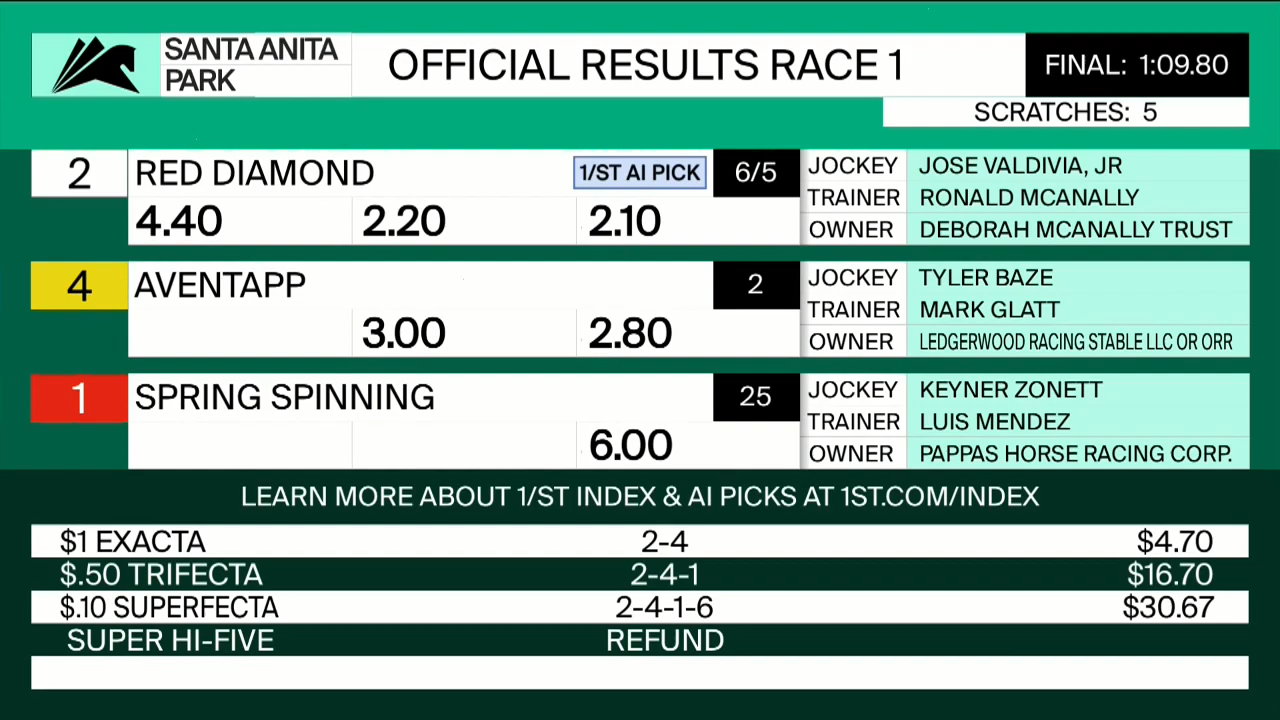 SANTA ANITA
PARK
OFFICIAL RESULTS RACE 1
FINAL: 1:09.80
SCRATCHES: 5
2 RED DIAMOND 1/ST AI PICK 6/5
4.40 2.20 2.10
JOCKEY JOSE VALDIVIA, JR
TRAINER RONALD MCANALLY
OWNER DEBORAH MCANALLY TRUST
4 AVENTAPP 2
3.00 2.80
JOCKEY TYLER BAZE
TRAINER MARK GLATT
OWNER LEDGERWOOD RACING STABLE LLC OR ORR
1 SPRING SPINNING 25
6.00
JOCKEY KEYNER ZONETT
TRAINER LUIS MENDEZ
OWNER PAPPAS HORSE RACING CORP.
LEARN MORE ABOUT 1/ST INDEX & AI PICKS AT 1ST.COM/INDEX
$1 EXACTA 2-4 $4.70
$.50 TRIFECTA 2-4-1 $16.70
$.10 SUPERFECTA 2-4-1-6 $30.67
SUPER HI-FIVE REFUND